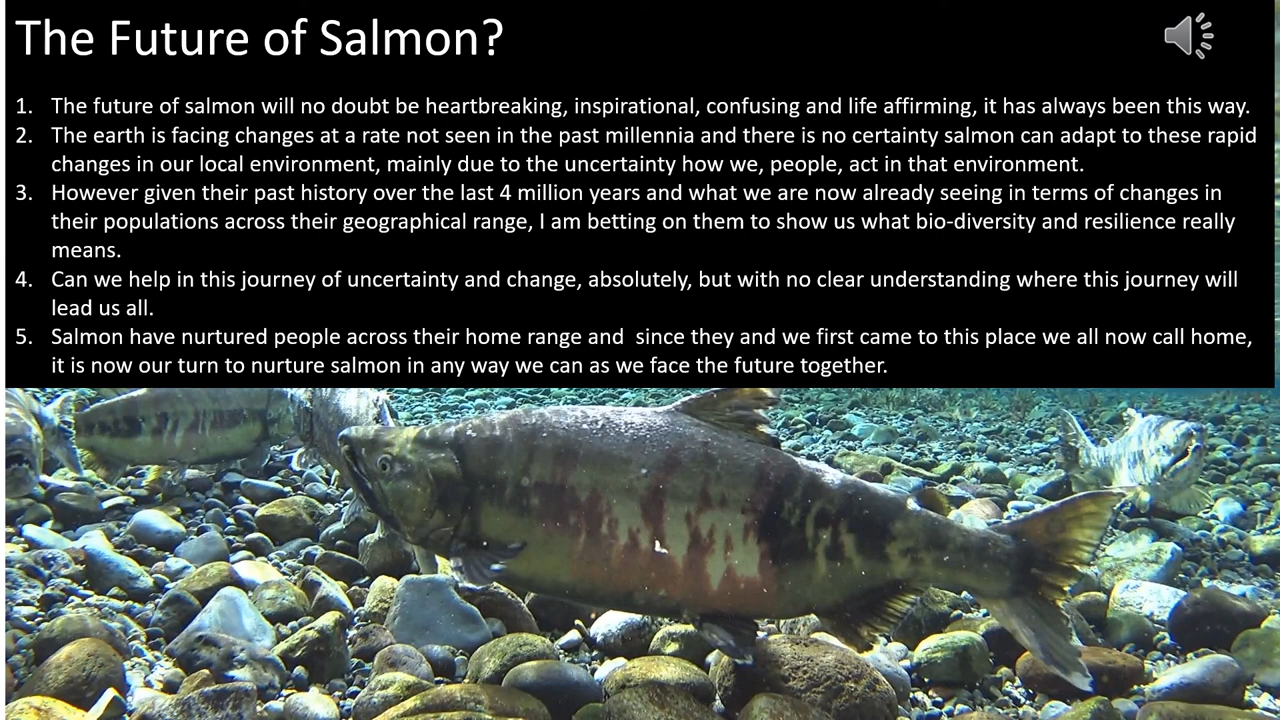 The Future of Salmon?
1. The future of salmon will no doubt be heartbreaking, inspirational, confusing and life affirming, it has always been this way.
2. The earth is facing changes at a rate not seen in the past millennia and there is no certainty salmon can adapt to these rapid
changes in our local environment, mainly due to the uncertainty how we, people, act in that environment.
3. However given their past history over the last 4 million years and what we are now already seeing in terms of changes in
their populations across their geographical range, I am betting on them to show us what bio-diversity and resilience really
means.
4. Can we help in this journey of uncertainty and change, absolutely, but with no clear understanding where this journey will
lead us all.
5. Salmon have nurtured people across their home range and  since they and we first came to this place we all now call home,
it is now our turn to nurture salmon in any way we can as we face the future together.